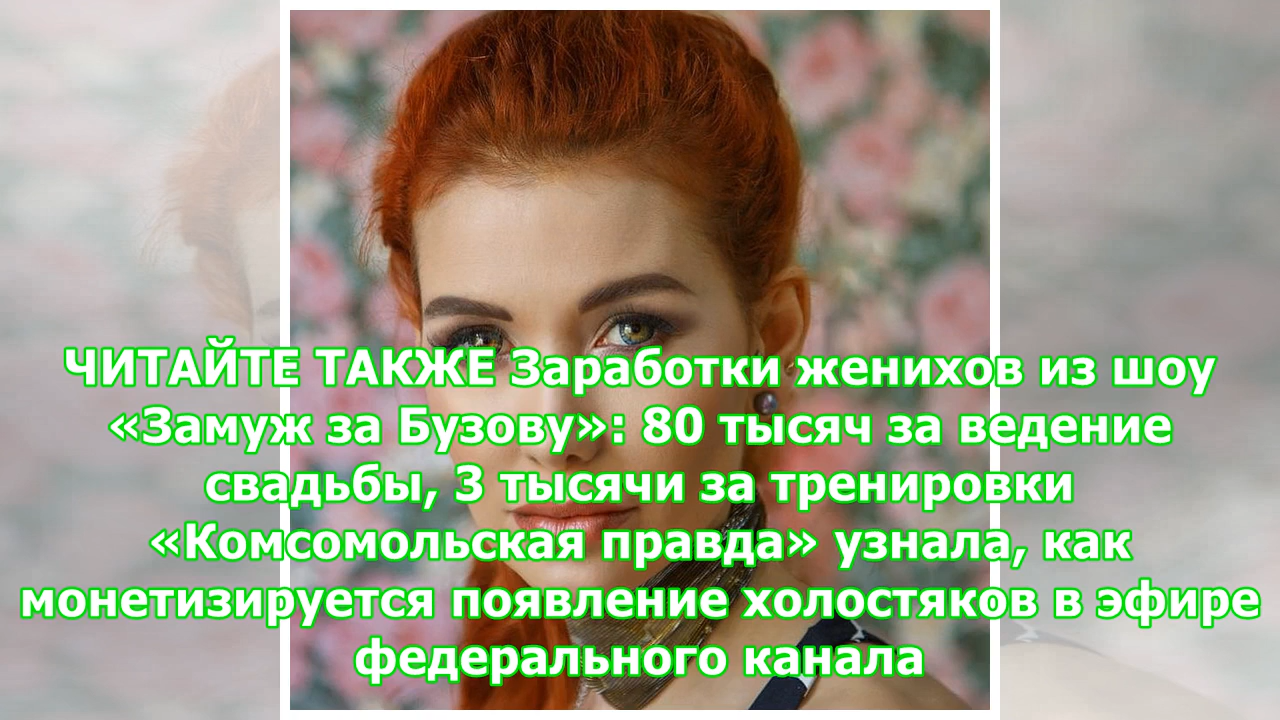 ЧИТАЙТЕ ТАКЖЕ Заработки женихов из шоу
«Замуж за Бузову»: 80 тысяч за ведение
свадьбы, 3 тысячи за тренировки
«Комсомольская правда» узнала, как
монетизируется появление холостяков в эфире
федерального канала